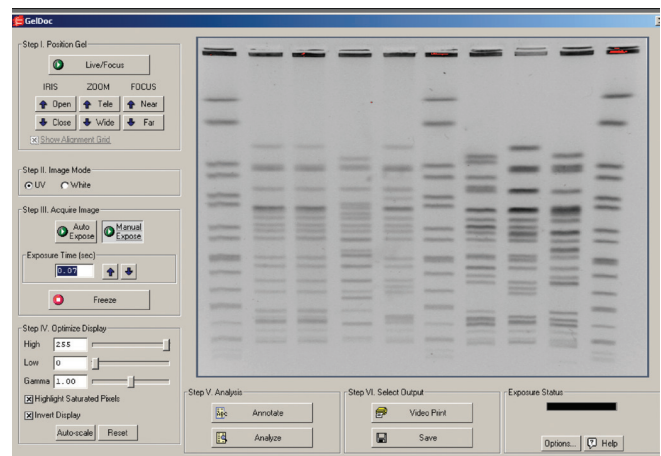 GelDoc
Step I. Position Gel
Live/Focus
IRIS ZOOM FOCUS
Open Tele Near
Close Wide Far
Show Alignment Grid
Step II. Image Mode
UV White
Step III. Acquire Image
Auto Expose Manual Expose
Exposure Time (sec)
0.07
Freeze
Step IV. Optimize Display
High 255
Low 0
Gamma 1.00
Highlight Saturated Pixels
Invert Display
Auto-scale Reset
Step V. Analysis
Abc Annotate
Analyze
Step VI. Select Output
Video Print
Save
Exposure Status
Options... ? Help